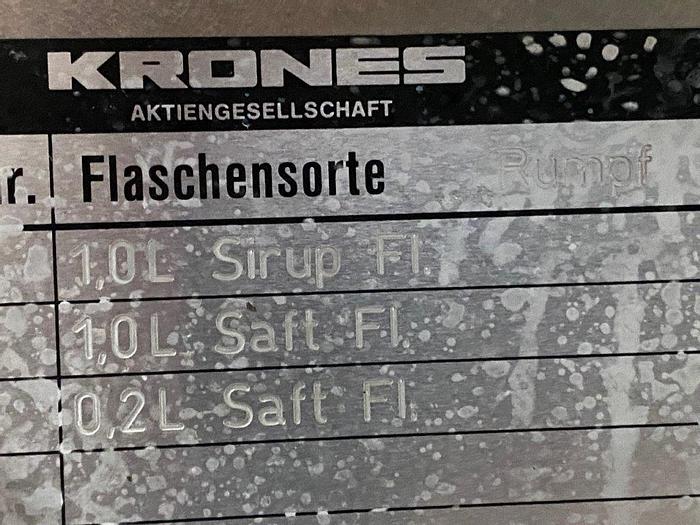 KRONES
AKTIENGESELLSCHAFT
Flaschensorte Rumpf
1,0L Sirup Fl.
1,0L Saft Fl.
0,2L Saft Fl.